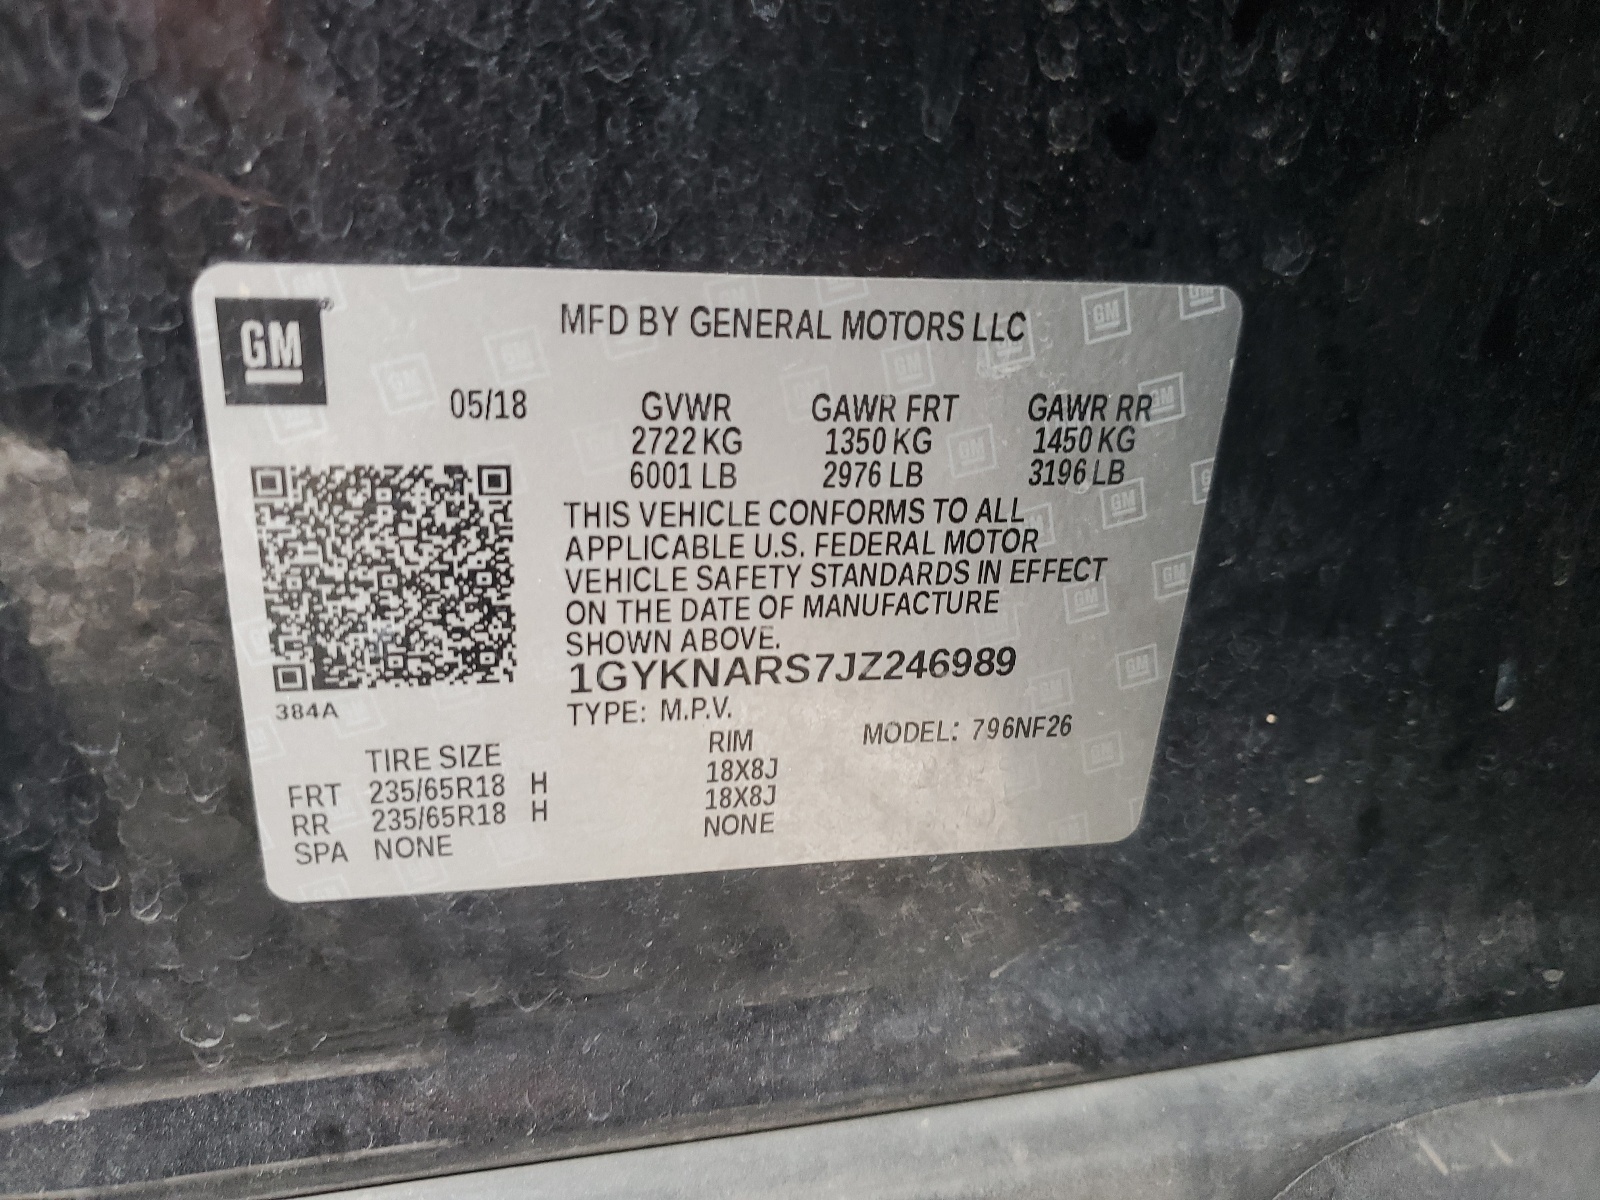 GM
MFD BY GENERAL MOTORS LLC
05/18 GVWR GAWR FRT GAWR RR
2722 KG 1350 KG 1450 KG
6001 LB 2976 LB 3196 LB
THIS VEHICLE CONFORMS TO ALL
APPLICABLE U.S. FEDERAL MOTOR
VEHICLE SAFETY STANDARDS IN EFFECT
ON THE DATE OF MANUFACTURE
SHOWN ABOVE.
1GYKNARS7JZ246989
384A
TYPE: M.P.V.
MODEL: 796NF26
TIRE SIZE RIM
FRT 235/65R18 H 18X8J
RR 235/65R18 H 18X8J
SPA NONE NONE